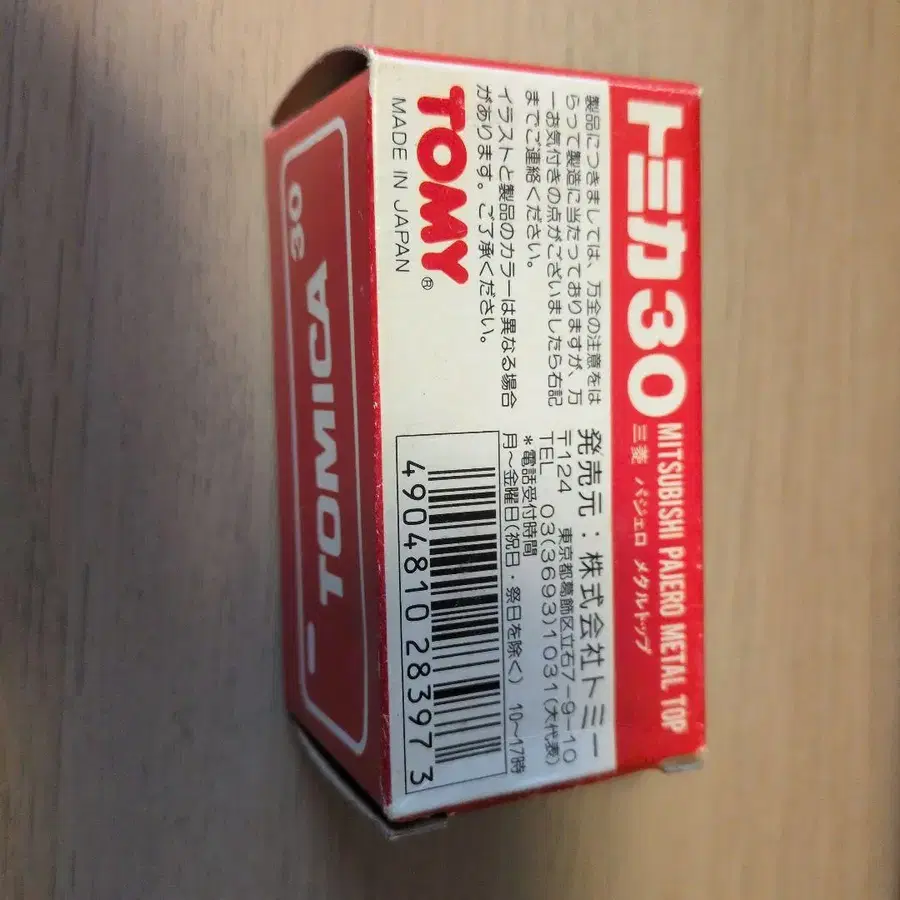 トミカ30
MITSUBISHI PAJERO METAL TOP
三菱 パジェロ メタルトップ
製品につきましては、万全の注意をは
らって製造に当たっておりますが、万
一お気付きの点がございましたら右記
までご連絡ください。
イラストと製品のカラーは異なる場合
があります。ご了承ください。
TOMY®
MADE IN JAPAN
発売元：株式会社トミー
〒124 東京都葛飾区立石7-9-10
TEL 03(3693)1031(大代表)
*電話受付時間
月～金曜日(祝日・祭日を除く) 10～17時
4904810 283973
30 TOMICA